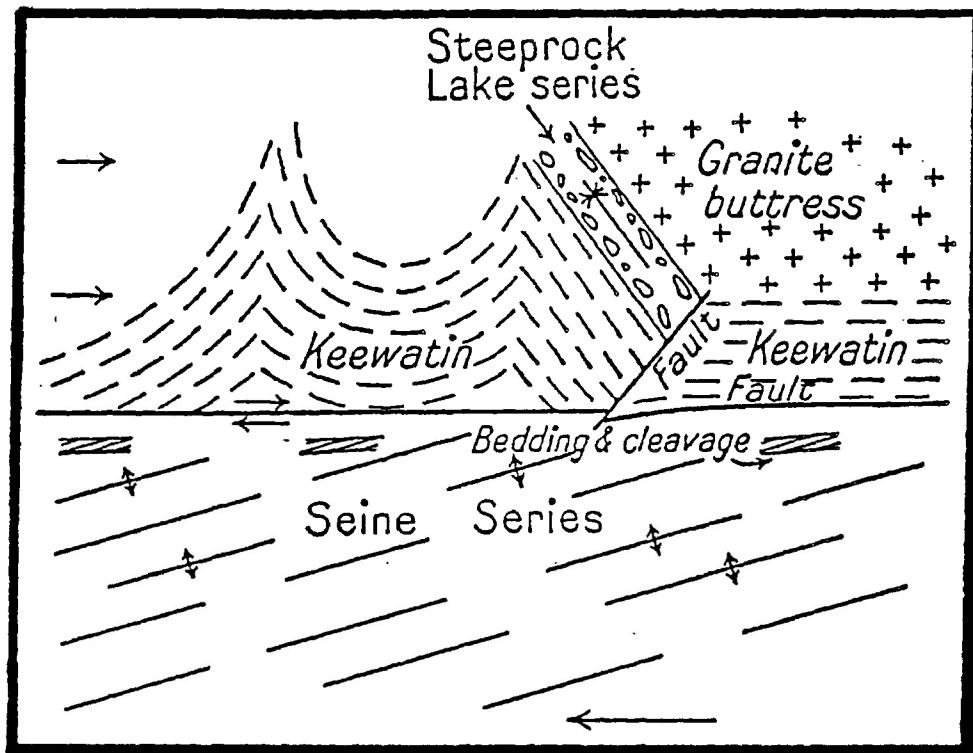 Steeprock
Lake series
Granite
buttress
Keewatin
Fault
Keewatin
Fault
Bedding & cleavage
Seine Series